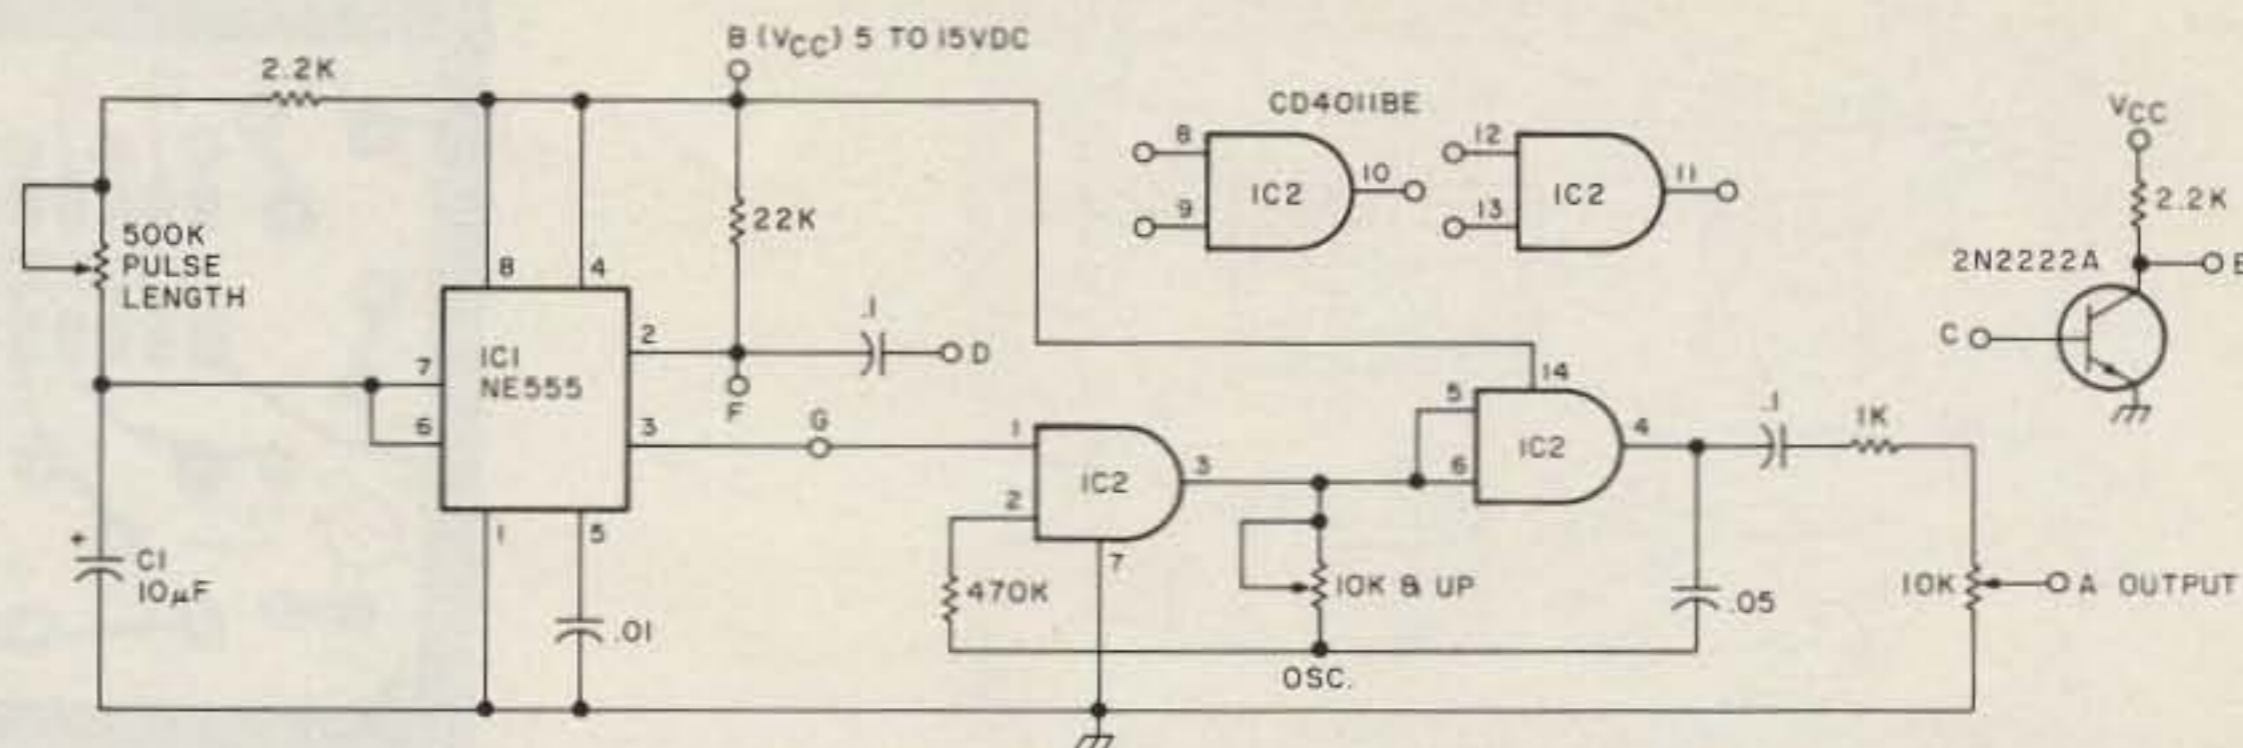 B (VCC) 5 TO 15VDC
2.2K
CD4011BE
VCC
8
9
IC2
10
12
13
IC2
11
2.2K
22K
500K
PULSE
LENGTH
8
4
2N2222A
E
.1
D
C
2
IC1
NE555
7
6
3
F
G
1
2
IC2
3
7
14
5
6
IC2
4
.1
1K
1
5
+
C1
10µF
.01
470K
10K & UP
.05
10K
A OUTPUT
OSC.